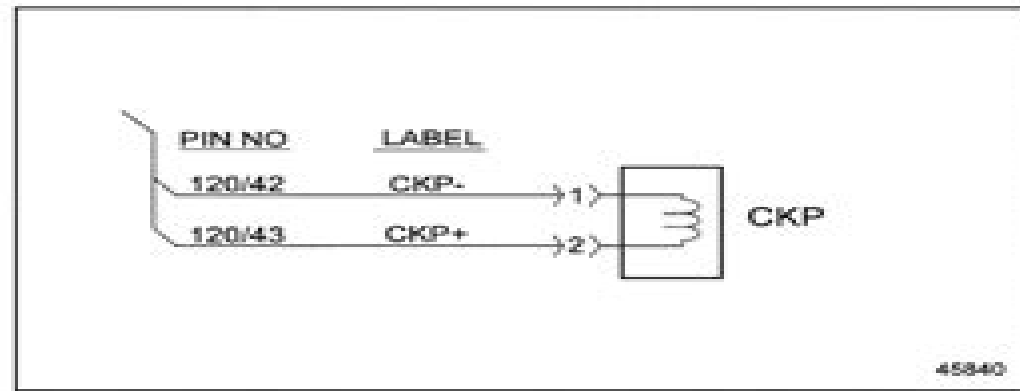 PIN NO LABEL
120/42 CKP- 1
120/43 CKP+ 2
CKP
45840